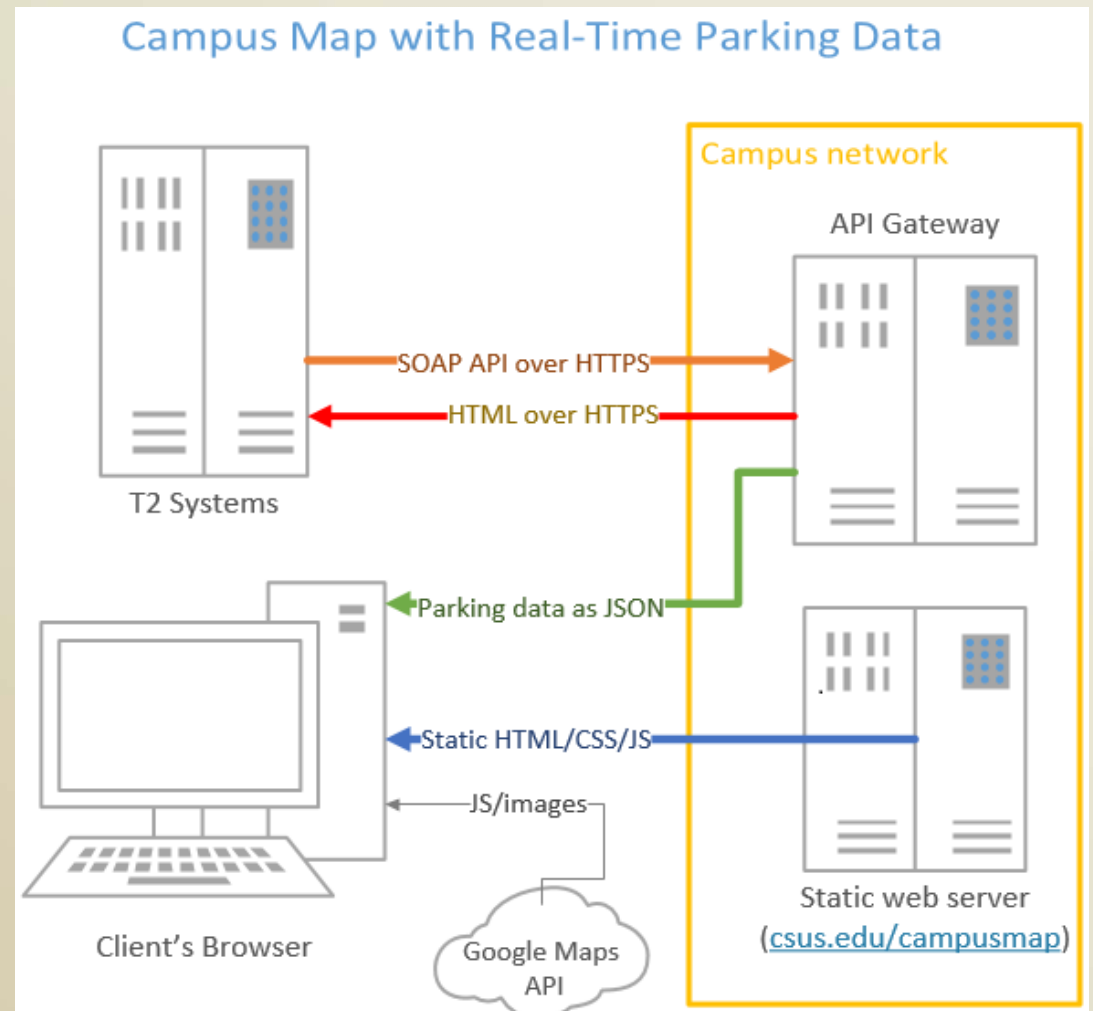 Campus Map with Real-Time Parking Data
Campus network
API Gateway
SOAP API over HTTPS
HTML over HTTPS
T2 Systems
Parking data as JSON
Static HTML/CSS/JS
JS/images
Static web server
(csus.edu/campusmap)
Client's Browser
Google Maps
API